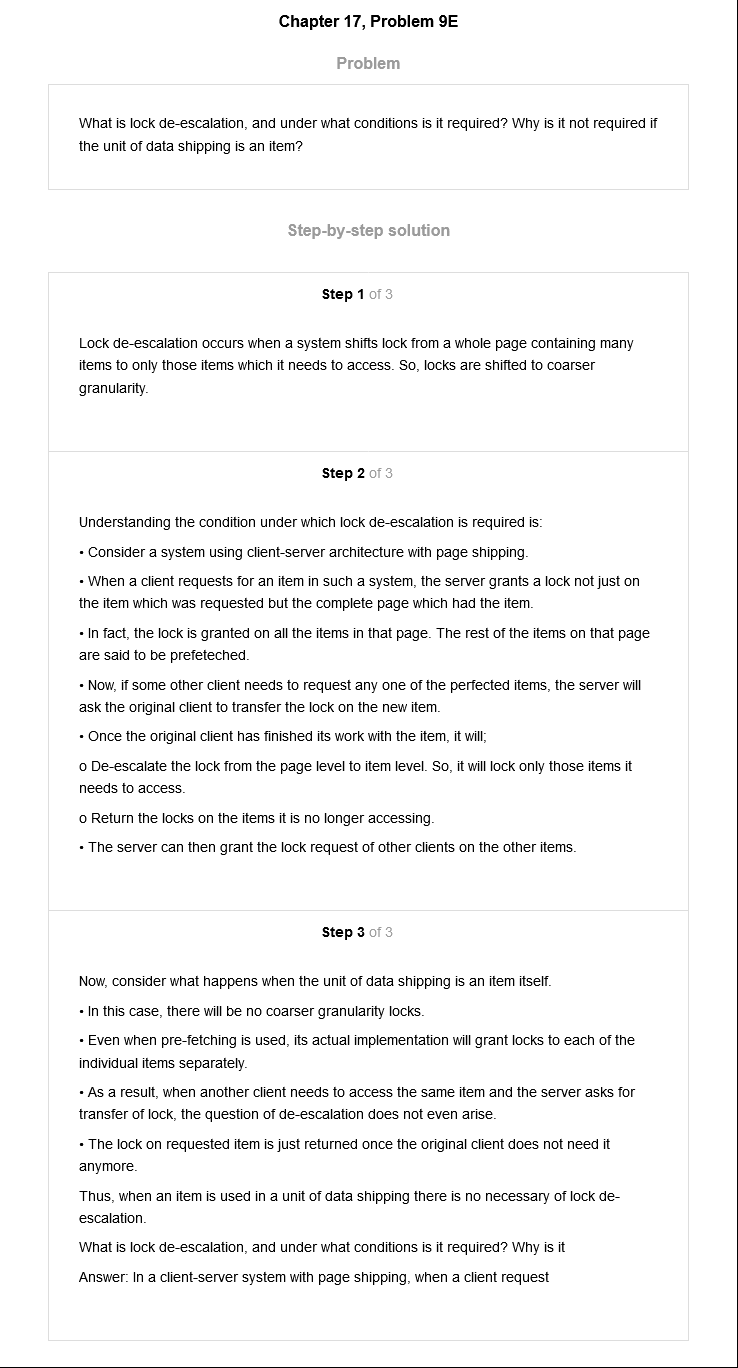 Chapter 17, Problem 9E
Problem
What is lock de-escalation, and under what conditions is it required? Why is it not required if
the unit of data shipping is an item?
Step-by-step solution
Step 1 of 3
Lock de-escalation occurs when a system shifts lock from a whole page containing many
items to only those items which it needs to access. So, locks are shifted to coarser
granularity.
Step 2 of 3
Understanding the condition under which lock de-escalation is required is:
• Consider a system using client-server architecture with page shipping.
• When a client requests for an item in such a system, the server grants a lock not just on
the item which was requested but the complete page which had the item.
• In fact, the lock is granted on all the items in that page. The rest of the items on that page
are said to be prefeteched.
• Now, if some other client needs to request any one of the perfected items, the server will
ask the original client to transfer the lock on the new item.
• Once the original client has finished its work with the item, it will;
o De-escalate the lock from the page level to item level. So, it will lock only those items it
needs to access.
o Return the locks on the items it is no longer accessing.
• The server can then grant the lock request of other clients on the other items.
Step 3 of 3
Now, consider what happens when the unit of data shipping is an item itself.
• In this case, there will be no coarser granularity locks.
• Even when pre-fetching is used, its actual implementation will grant locks to each of the
individual items separately.
• As a result, when another client needs to access the same item and the server asks for
transfer of lock, the question of de-escalation does not even arise.
• The lock on requested item is just returned once the original client does not need it
anymore.
Thus, when an item is used in a unit of data shipping there is no necessary of lock de-
escalation.
What is lock de-escalation, and under what conditions is it required? Why is it
Answer: In a client-server system with page shipping, when a client request